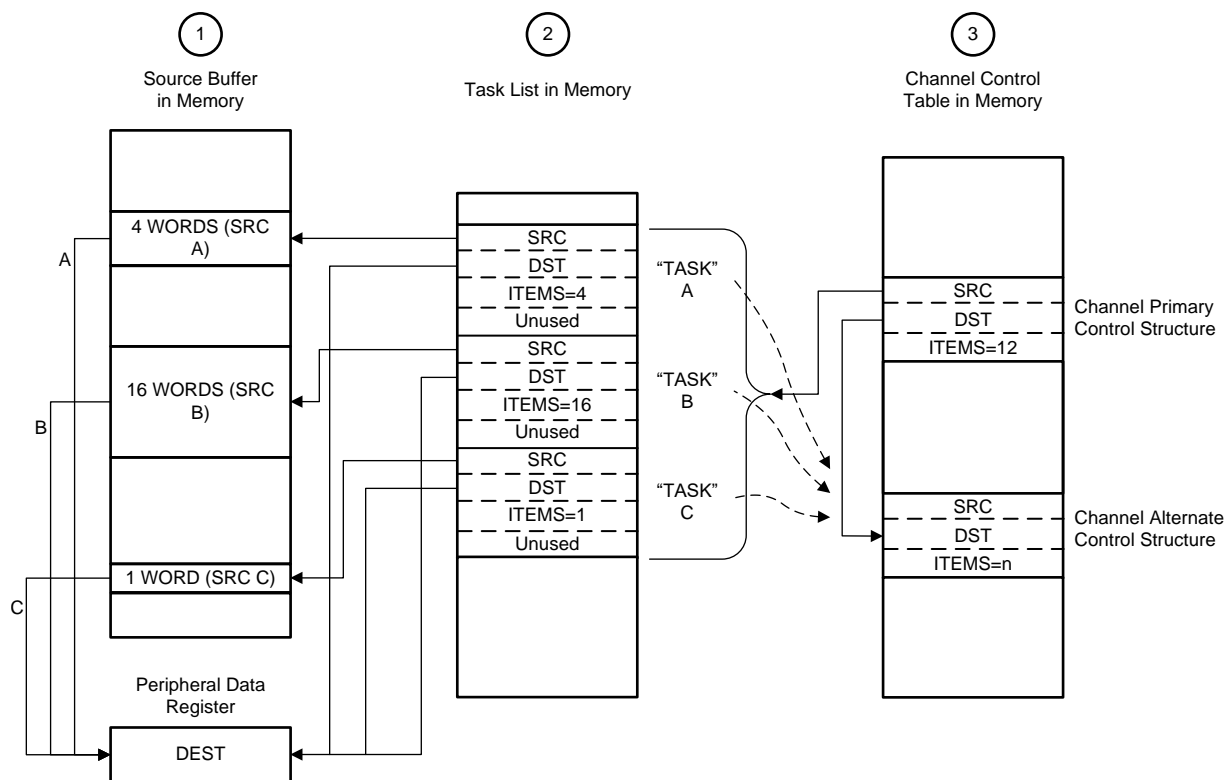 1
Source Buffer
in Memory
4 WORDS (SRC
A)
16 WORDS (SRC
B)
1 WORD (SRC C)
A
B
C
Peripheral Data
Register
DEST
2
Task List in Memory
SRC
DST
ITEMS=4
Unused
SRC
DST
ITEMS=16
Unused
SRC
DST
ITEMS=1
Unused
“TASK”
A
“TASK”
B
“TASK”
C
3
Channel Control
Table in Memory
SRC
DST
ITEMS=12
Channel Primary
Control Structure
SRC
DST
ITEMS=n
Channel Alternate
Control Structure